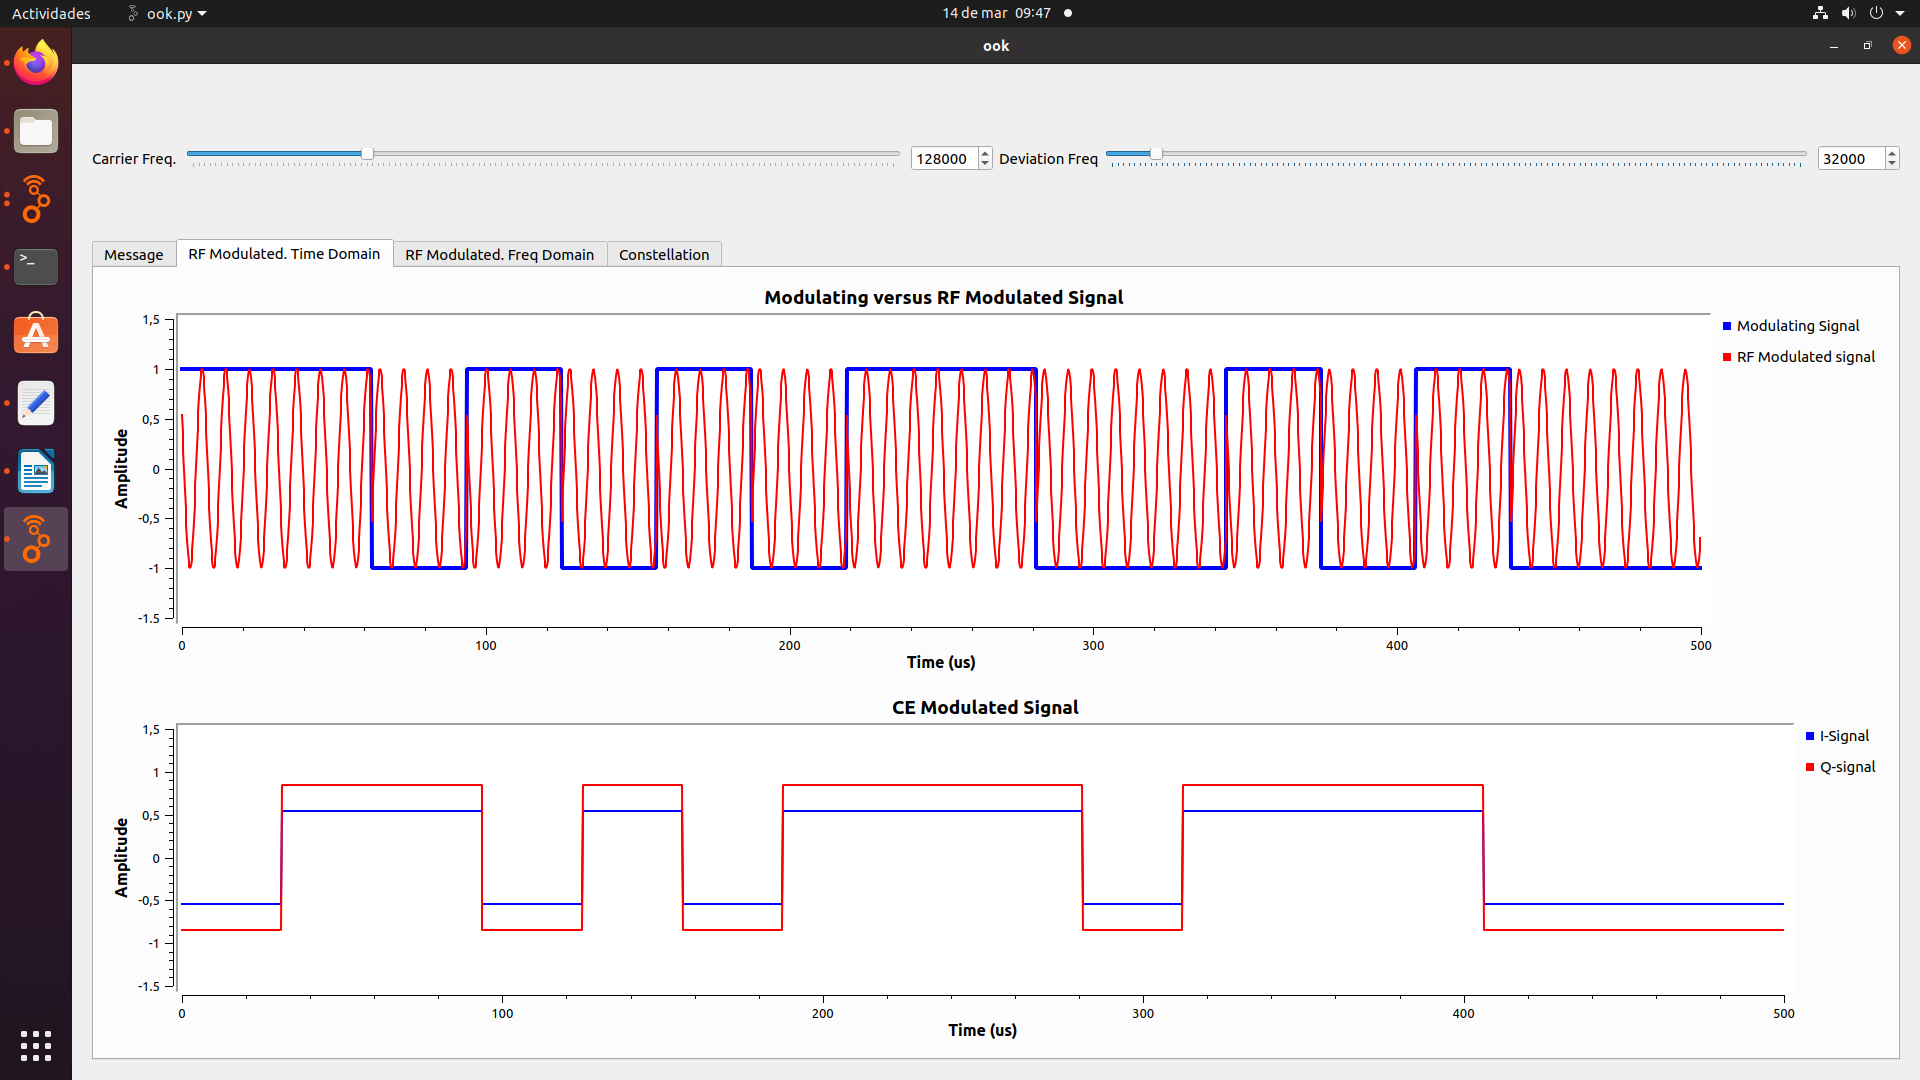 Actividades
ook.py
14 de mar 09:47
ook
Carrier Freq.
128000
Deviation Freq
32000
Message
RF Modulated. Time Domain
RF Modulated. Freq Domain
Constellation
Modulating versus RF Modulated Signal
1,5
1
0,5
0
-0,5
-1
-1.5
Amplitude
0
100
200
300
400
500
Time (us)
Modulating Signal
RF Modulated signal
CE Modulated Signal
1,5
1
0,5
0
-0,5
-1
-1.5
Amplitude
0
100
200
300
400
500
Time (us)
I-Signal
Q-signal